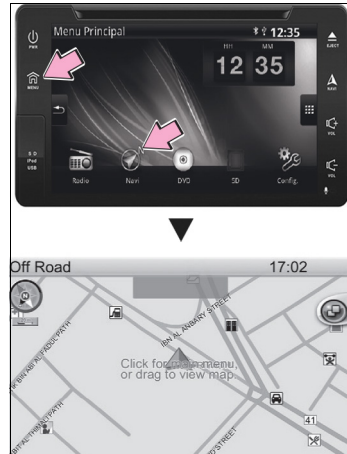 Menu Principal
12:35
EJECT
PWR
HH
MM
12 35
MENU
NAVI
VOL
SD
iPod
USB
VOL
Radio
Navi
DVD
SD
Config.
Off Road
17:02
IBN AL ANBARY STREET
Click for main menu,
or drag to view map.
41
STREET